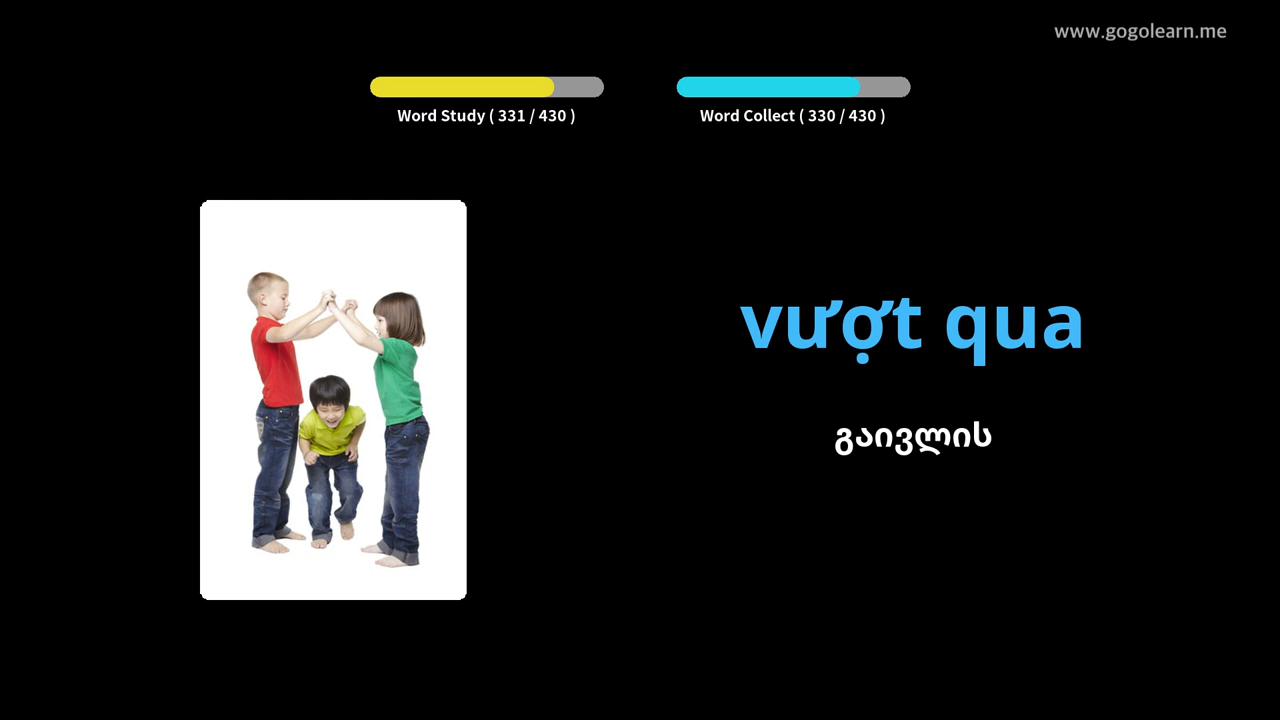 www.gogolearn.me
Word Study ( 331 / 430 )
Word Collect ( 330 / 430 )
vượt qua
გაივლის